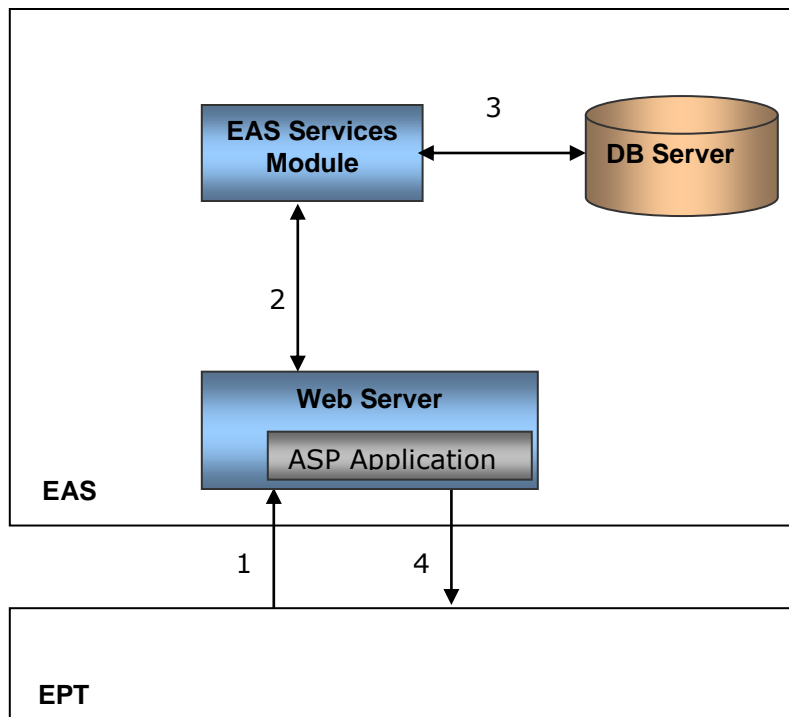 EAS Services
Module
3
DB Server
2
Web Server
ASP Application
EAS
1
4
EPT